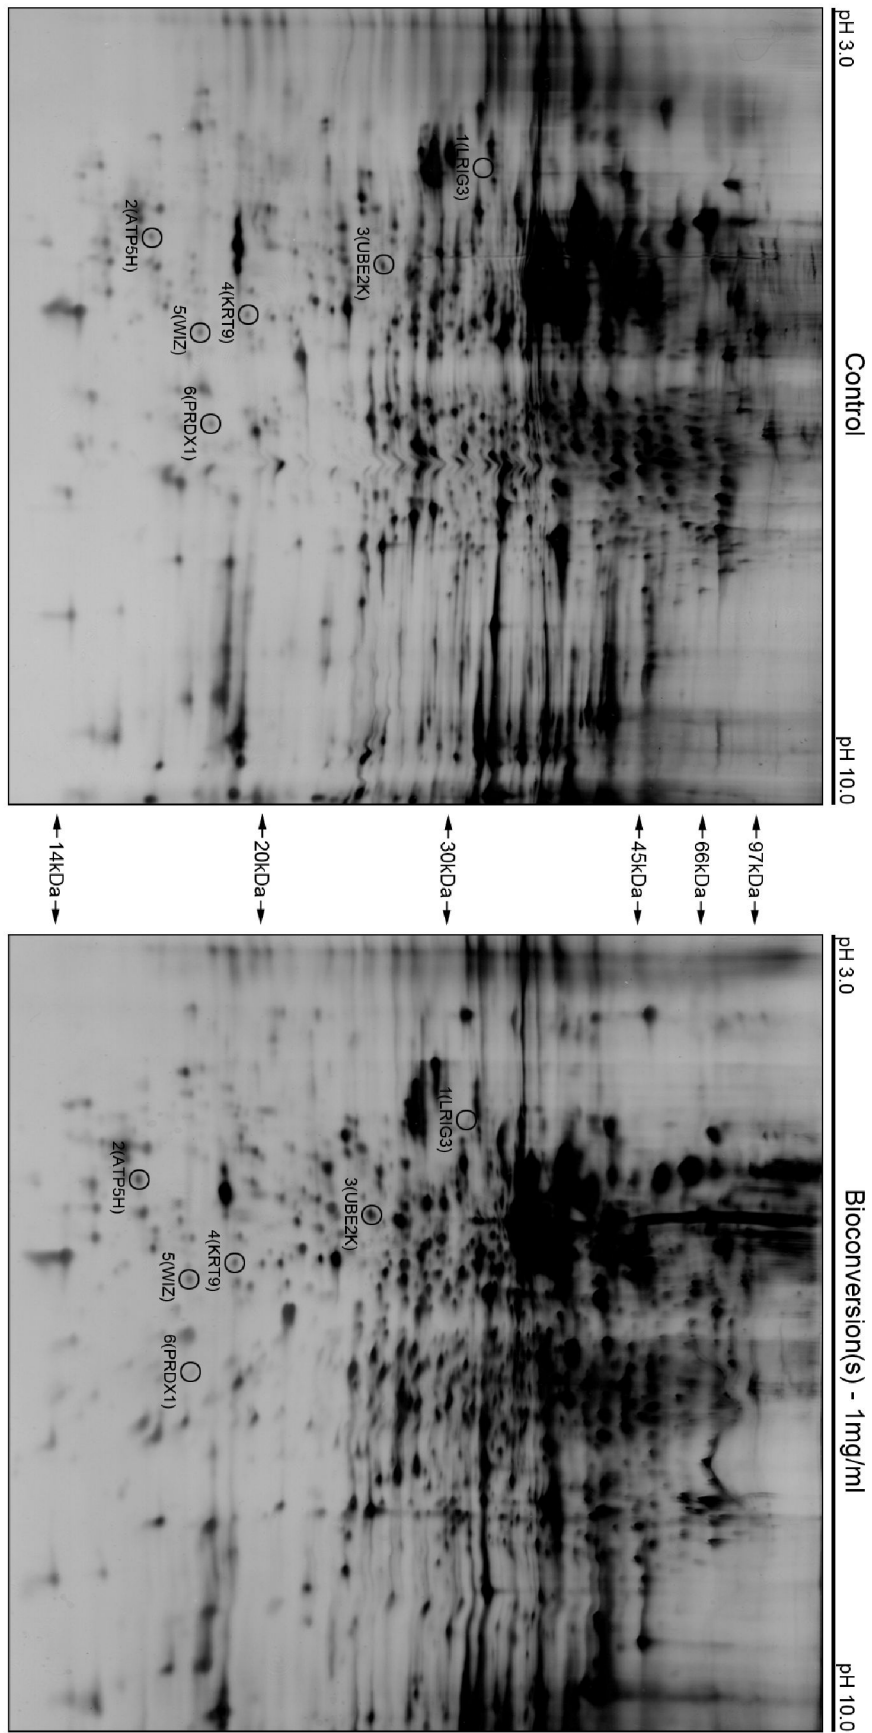 Control
Bioconversion(s) - 1mg/ml
pH 3.0
pH 10.0
pH 3.0
pH 10.0
97kDa
66kDa
45kDa
30kDa
20kDa
14kDa
1(LRIG3)
3(UBE2K)
4(KRT9)
5(WIZ)
2(ATP5H)
6(PRDX1)
1(LRIG3)
3(UBE2K)
4(KRT9)
5(WIZ)
2(ATP5H)
6(PRDX1)